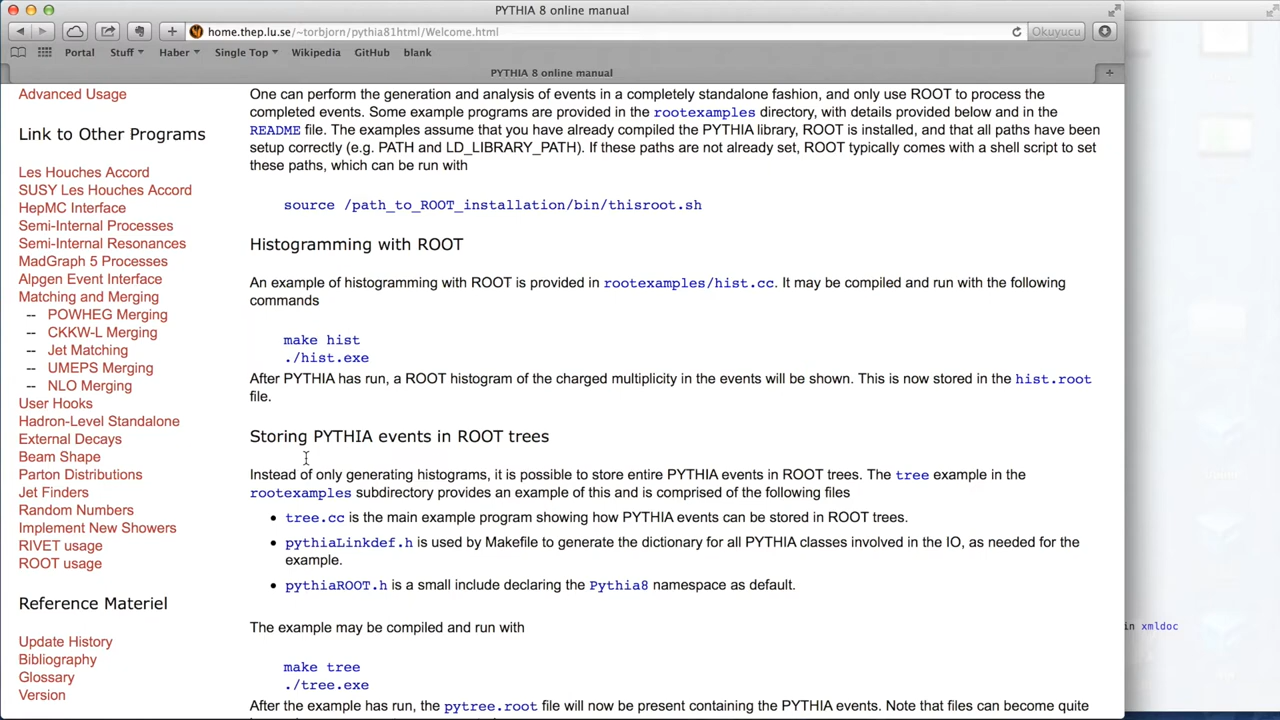 PYTHIA 8 online manual
home.thep.lu.se/~torbjorn/pythia81html/Welcome.html
Okuyucu
Portal Stuff Haber Single Top Wikipedia GitHub blank
PYTHIA 8 online manual
Advanced Usage
Link to Other Programs
Les Houches Accord
SUSY Les Houches Accord
HepMC Interface
Semi-Internal Processes
Semi-Internal Resonances
MadGraph 5 Processes
Alpgen Event Interface
Matching and Merging
-- POWHEG Merging
-- CKKW-L Merging
-- Jet Matching
-- UMEPS Merging
-- NLO Merging
User Hooks
Hadron-Level Standalone
External Decays
Beam Shape
Parton Distributions
Jet Finders
Random Numbers
Implement New Showers
RIVET usage
ROOT usage
Reference Materiel
Update History
Bibliography
Glossary
Version
One can perform the generation and analysis of events in a completely standalone fashion, and only use ROOT to process the
completed events. Some example programs are provided in the rootexamples directory, with details provided below and in the
README file. The examples assume that you have already compiled the PYTHIA library, ROOT is installed, and that all paths have been
setup correctly (e.g. PATH and LD_LIBRARY_PATH). If these paths are not already set, ROOT typically comes with a shell script to set
these paths, which can be run with
source /path_to_ROOT_installation/bin/thisroot.sh
Histogramming with ROOT
An example of histogramming with ROOT is provided in rootexamples/hist.cc. It may be compiled and run with the following
commands
make hist
./hist.exe
After PYTHIA has run, a ROOT histogram of the charged multiplicity in the events will be shown. This is now stored in the hist.root
file.
Storing PYTHIA events in ROOT trees
Instead of only generating histograms, it is possible to store entire PYTHIA events in ROOT trees. The tree example in the
rootexamples subdirectory provides an example of this and is comprised of the following files
• tree.cc is the main example program showing how PYTHIA events can be stored in ROOT trees.
• pythiaLinkdef.h is used by Makefile to generate the dictionary for all PYTHIA classes involved in the IO, as needed for the
example.
• pythiaROOT.h is a small include declaring the Pythia8 namespace as default.
The example may be compiled and run with
make tree
./tree.exe
After the example has run, the pytree.root file will now be present containing the PYTHIA events. Note that files can become quite
in xmldoc